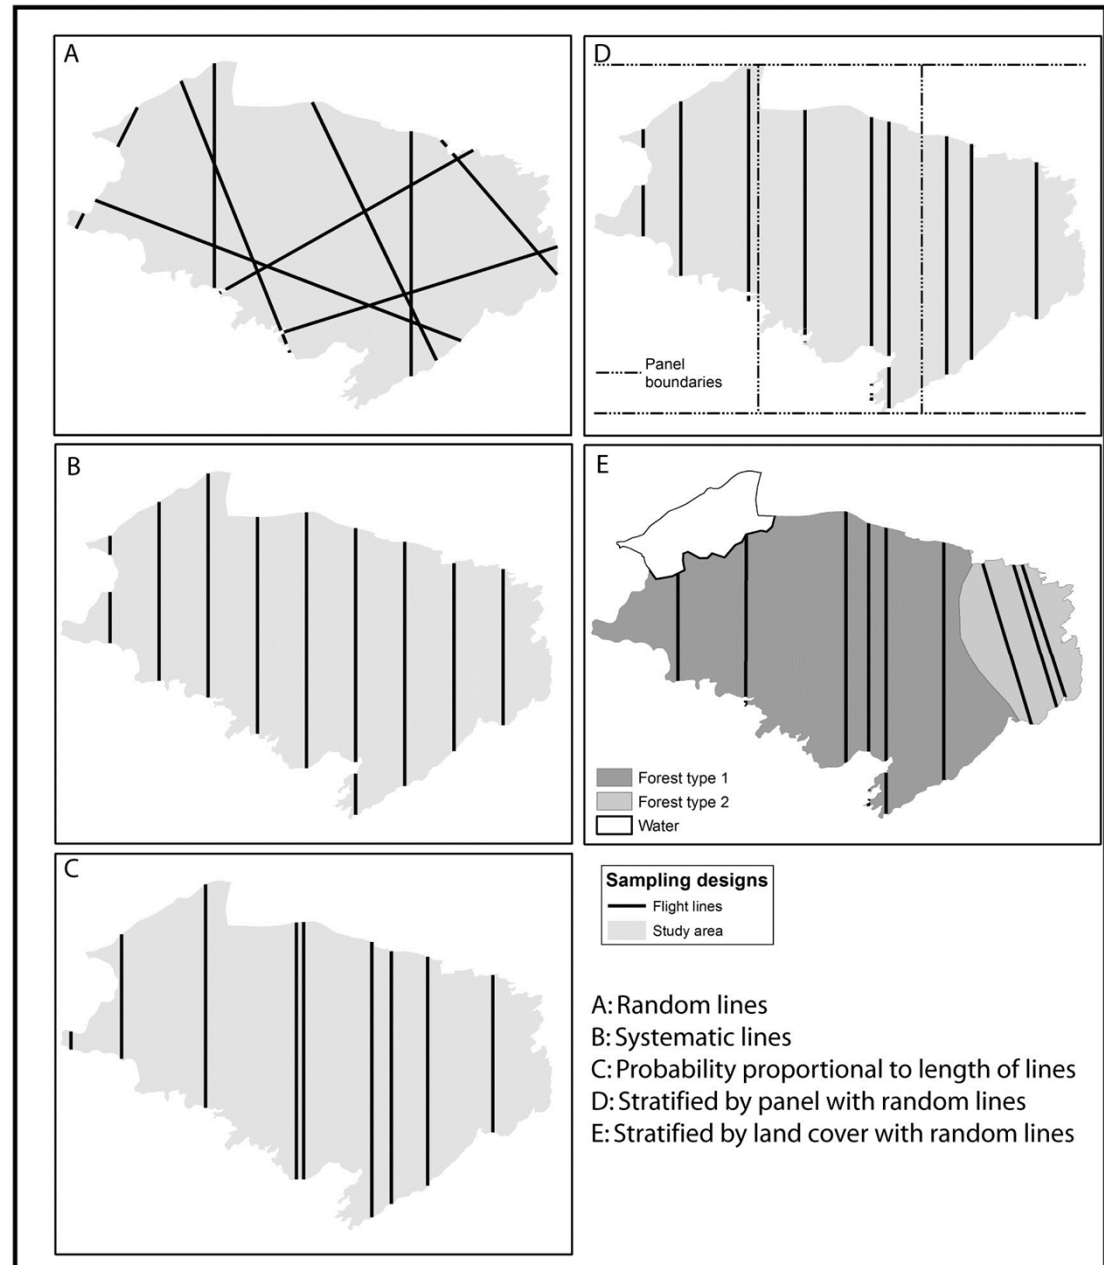 A
D
Panel
boundaries
B
E
Forest type 1
Forest type 2
Water
C
Sampling designs
Flight lines
Study area
A: Random lines
B: Systematic lines
C: Probability proportional to length of lines
D: Stratified by panel with random lines
E: Stratified by land cover with random lines